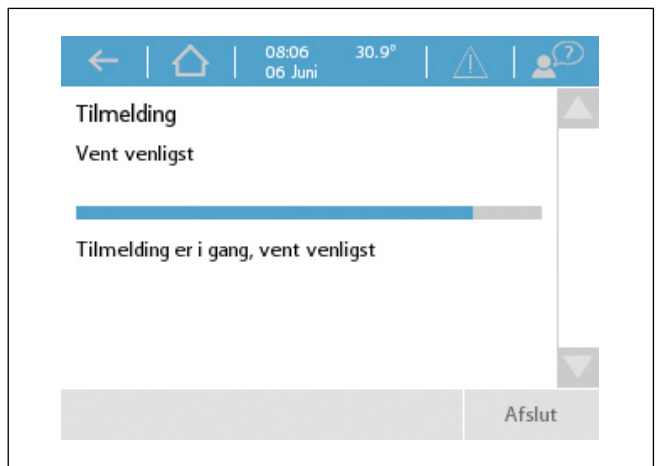 08:06 30.9°
06 Juni
?
Tilmelding
Vent venligst
Tilmelding er i gang, vent venligst
Afslut